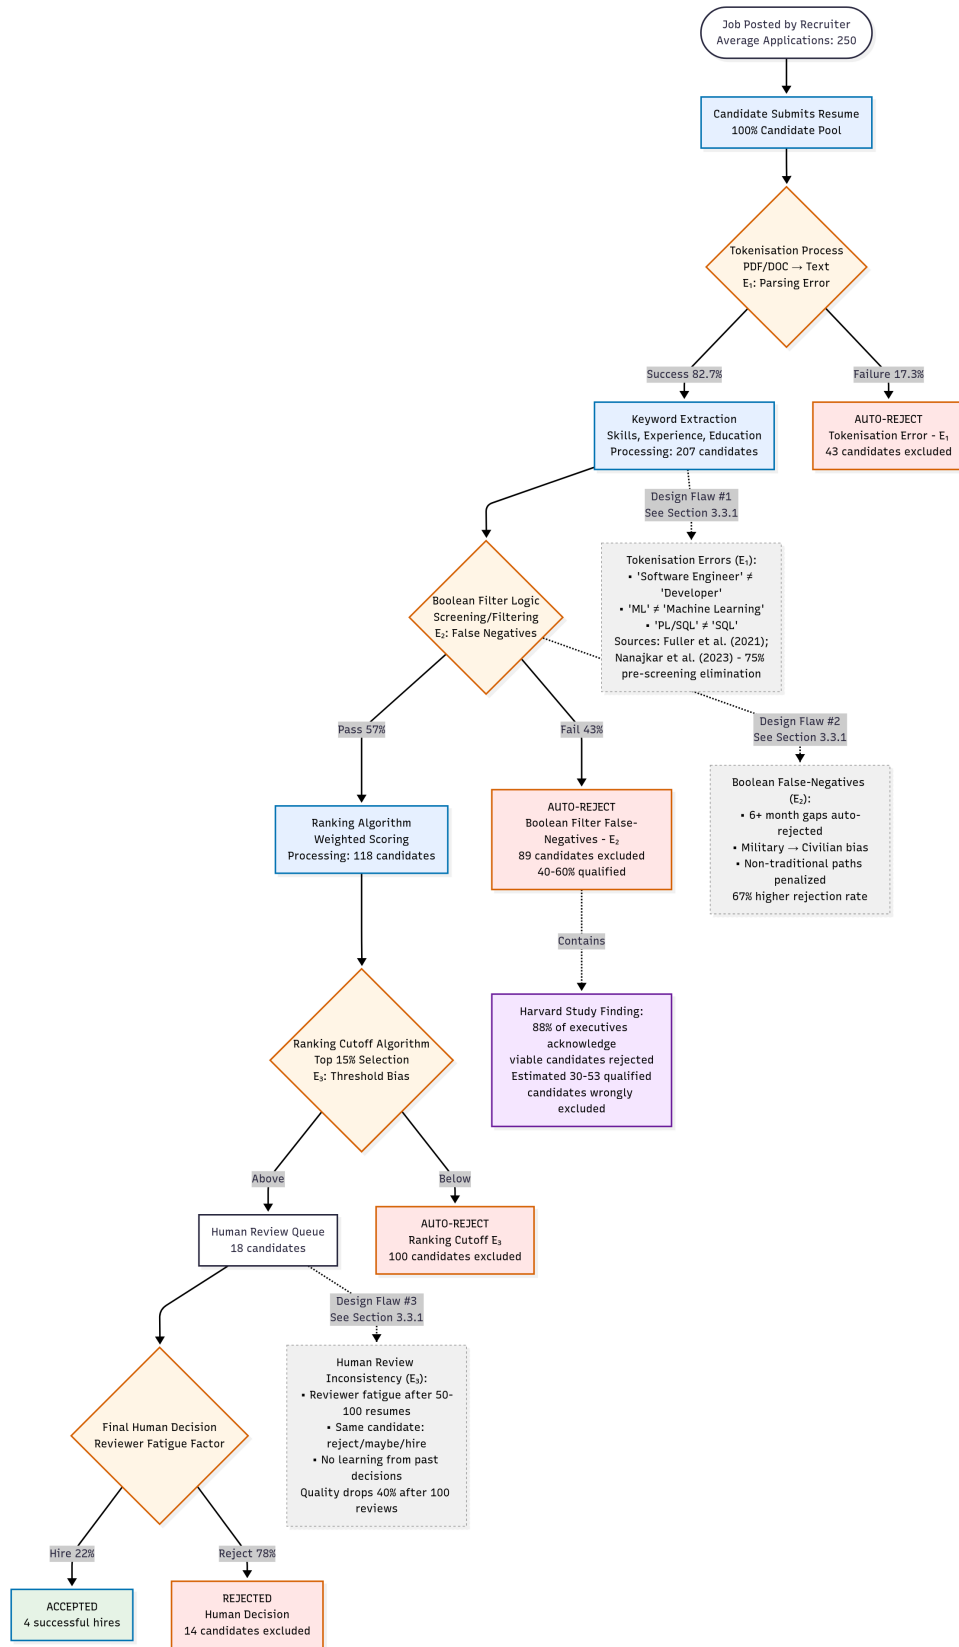 Job Posted by Recruiter
Average Applications: 250
Candidate Submits Resume
100% Candidate Pool
Tokenisation Process
PDF/DOC → Text
E₁: Parsing Error
Success 82.7%
Failure 17.3%
Keyword Extraction
Skills, Experience, Education
Processing: 207 candidates
AUTO-REJECT
Tokenisation Error - E₁
43 candidates excluded
Design Flaw #1
See Section 3.3.1
Tokenisation Errors (E₁):
▪ 'Software Engineer' ≠
'Developer'
▪ 'ML' ≠ 'Machine Learning'
▪ 'PL/SQL' ≠ 'SQL'
Sources: Fuller et al. (2021);
Nanajkar et al. (2023) - 75%
pre-screening elimination
Boolean Filter Logic
Screening/Filtering
E₂: False Negatives
Pass 57%
Fail 43%
Design Flaw #2
See Section 3.3.1
Boolean False-Negatives
(E₂):
▪ 6+ month gaps auto-
rejected
▪ Military → Civilian bias
▪ Non-traditional paths
penalized
67% higher rejection rate
Ranking Algorithm
Weighted Scoring
Processing: 118 candidates
AUTO-REJECT
Boolean Filter False-
Negatives - E₂
89 candidates excluded
40-60% qualified
Contains
Harvard Study Finding:
88% of executives
acknowledge
viable candidates rejected
Estimated 30-53 qualified
candidates wrongly
excluded
Ranking Cutoff Algorithm
Top 15% Selection
E₃: Threshold Bias
Above
Below
Human Review Queue
18 candidates
AUTO-REJECT
Ranking Cutoff E₃
100 candidates excluded
Design Flaw #3
See Section 3.3.1
Human Review
Inconsistency (E₃):
▪ Reviewer fatigue after 50-
100 resumes
▪ Same candidate:
reject/maybe/hire
▪ No learning from past
decisions
Quality drops 40% after 100
reviews
Final Human Decision
Reviewer Fatigue Factor
Hire 22%
Reject 78%
ACCEPTED
4 successful hires
REJECTED
Human Decision
14 candidates excluded